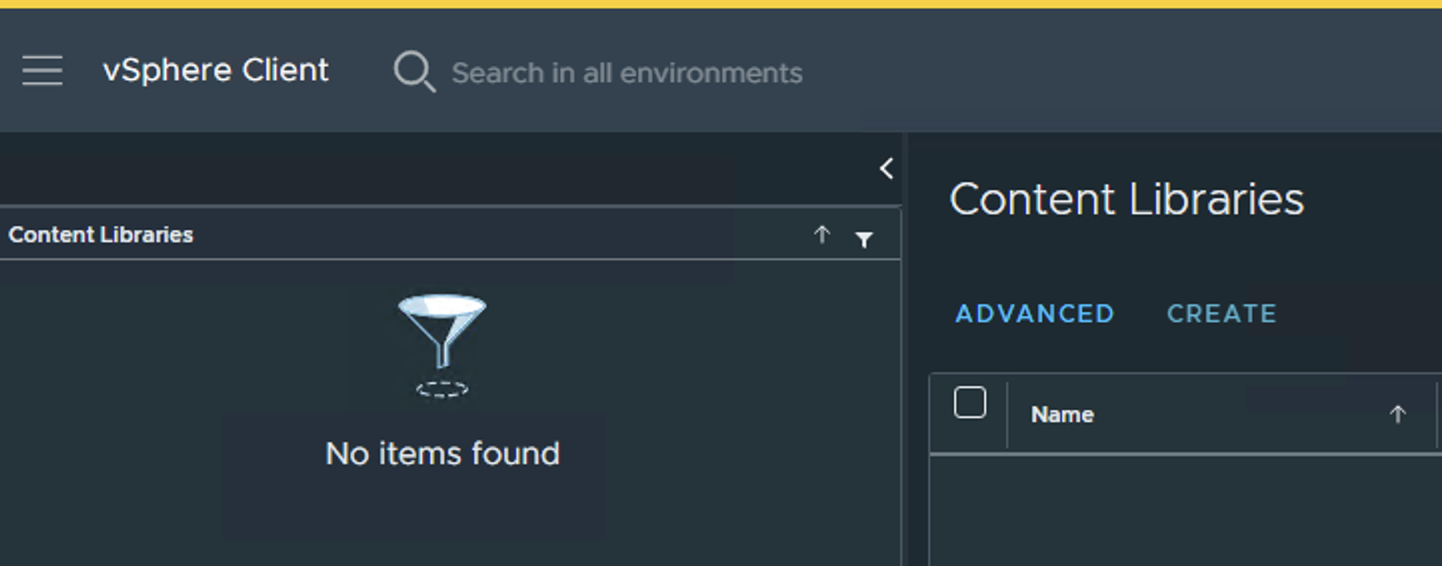 vSphere Client
Search in all environments
Content Libraries
No items found
Content Libraries
ADVANCED CREATE
Name